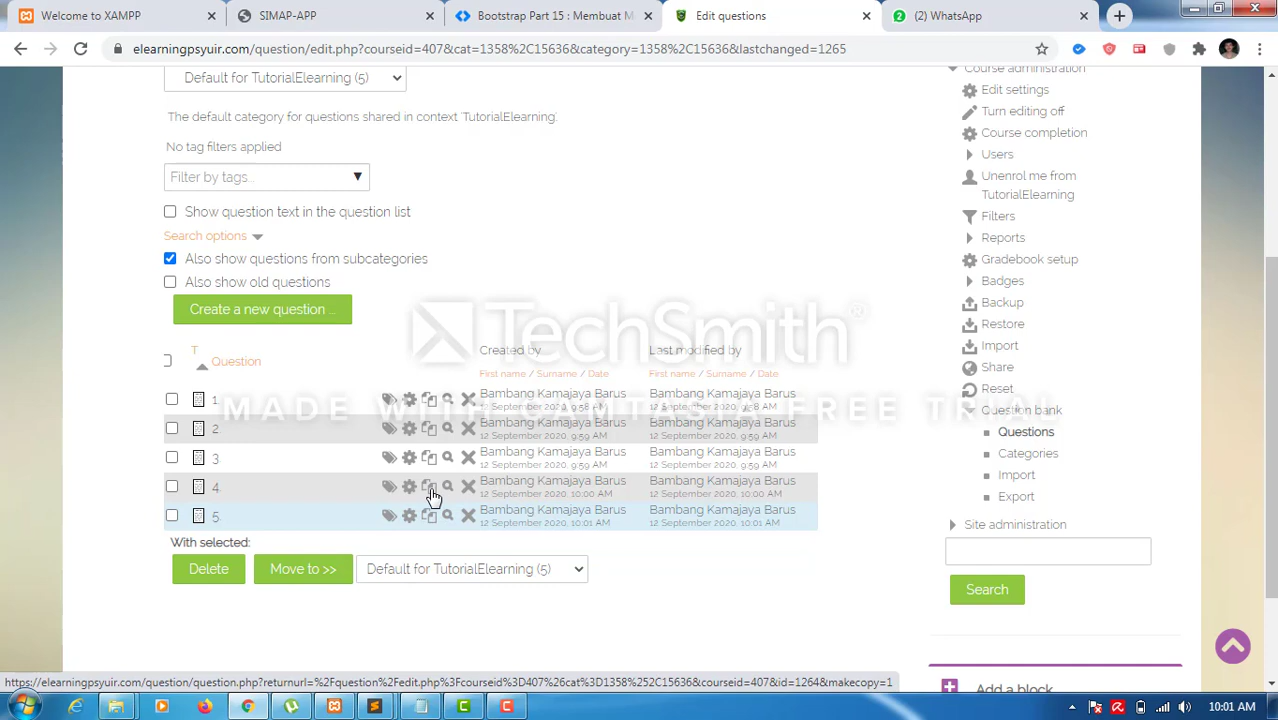 Welcome to XAMPP
SIMAP-APP
Bootstrap Part 15 : Membuat M
Edit questions
(2) WhatsApp
elearningpsyuir.com/question/edit.php?courseid=407&cat=1358%2C15636&category=1358%2C15636&lastchanged=1265
Default for TutorialElearning (5)
The default category for questions shared in context 'TutorialElearning'.
No tag filters applied
Filter by tags...
Show question text in the question list
Search options
Also show questions from subcategories
Also show old questions
Create a new question ...
T
Question
Created by
First name / Surname / Date
Last modified by
First name / Surname / Date
1 Bambang Kamajaya Barus Bambang Kamajaya Barus
12 September 2020, 9:58 AM 12 September 2020, 9:58 AM
2 Bambang Kamajaya Barus Bambang Kamajaya Barus
12 September 2020, 9:59 AM 12 September 2020, 9:59 AM
3 Bambang Kamajaya Barus Bambang Kamajaya Barus
12 September 2020, 9:59 AM 12 September 2020, 9:59 AM
4 Bambang Kamajaya Barus Bambang Kamajaya Barus
12 September 2020, 10:00 AM 12 September 2020, 10:00 AM
5 Bambang Kamajaya Barus Bambang Kamajaya Barus
12 September 2020, 10:01 AM 12 September 2020, 10:01 AM
With selected:
Delete
Move to >>
Default for TutorialElearning (5)
TechSmith®
MADE WITH CAMTASIA FREE TRIAL
Course administration
Edit settings
Turn editing off
Course completion
Users
Unenrol me from
TutorialElearning
Filters
Reports
Gradebook setup
Badges
Backup
Restore
Import
Share
Reset
Question bank
Questions
Categories
Import
Export
Site administration
Search
Add a block
https://elearningpsyuir.com/question/question.php?returnurl=%2Fquestion%2Fedit.php%3Fcourseid%3D407%26cat%3D1358%252C15636&courseid=407&id=1264&makecopy=1
10:01 AM